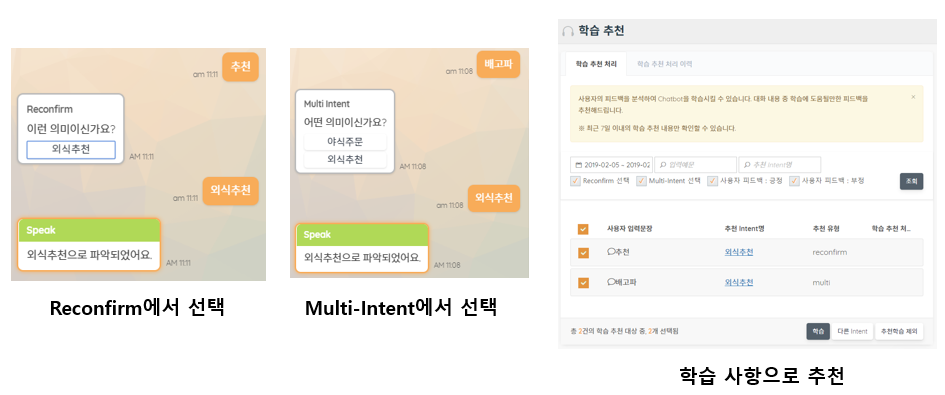 추천
am 11:11
Reconfirm
이런 의미이신가요?
외식추천
AM 11:11
외식추천
am 11:11
Speak
외식추천으로 파악되었어요.
AM 11:11
Reconfirm에서 선택
배고파
am 11:08
Multi Intent
어떤 의미이신가요?
야식주문
외식추천
AM 11:08
외식추천
am 11:08
Speak
외식추천으로 파악되었어요.
AM 11:08
Multi-Intent에서 선택
학습 추천
학습 추천 처리 학습 추천 처리 이력
사용자의 피드백을 분석하여 Chatbot을 학습시킬 수 있습니다. 대화 내용 중 학습에 도움될만한 피드백을
추천해드립니다.
※ 최근 7일 이내의 학습 추천 내용만 확인할 수 있습니다.
×
2019-02-05 - 2019-02 입력예문 추천 Intent명
Reconfirm 선택 Multi-Intent 선택 사용자 피드백 : 긍정 사용자 피드백 : 부정 조회
사용자 입력문장 추천 Intent명 추천 유형 학습 추천 처...
추천 외식추천 reconfirm
배고파 외식추천 multi
총 2건의 학습 추천 대상 중, 2개 선택됨 학습 다른 Intent 추천학습 제외
학습 사항으로 추천